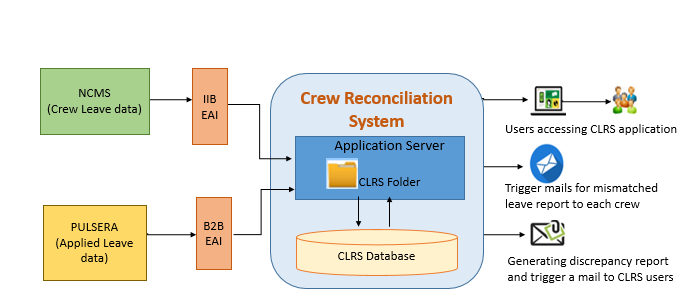 NCMS
(Crew Leave data)
IIB
EAI
PULSERA
(Applied Leave
data)
B2B
EAI
Crew Reconciliation
System
Application Server
CLRS Folder
CLRS Database
Users accessing CLRS application
Trigger mails for mismatched
leave report to each crew
Generating discrepancy report
and trigger a mail to CLRS users